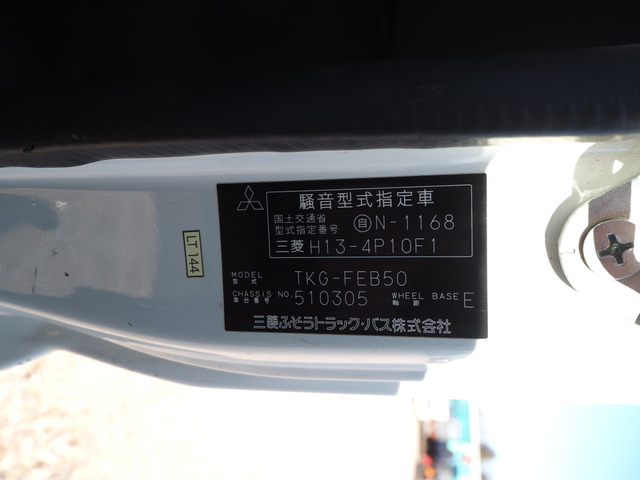 騒音型式指定車
国土交通省
型式指定番号 自N-1168
三菱 H13-4P10F1
MODEL
型式 TKG-FEB50
CHASSIS NO.
車台番号 510305 WHEEL BASE
軸距 E
三菱ふそうトラック・バス株式会社
LT144